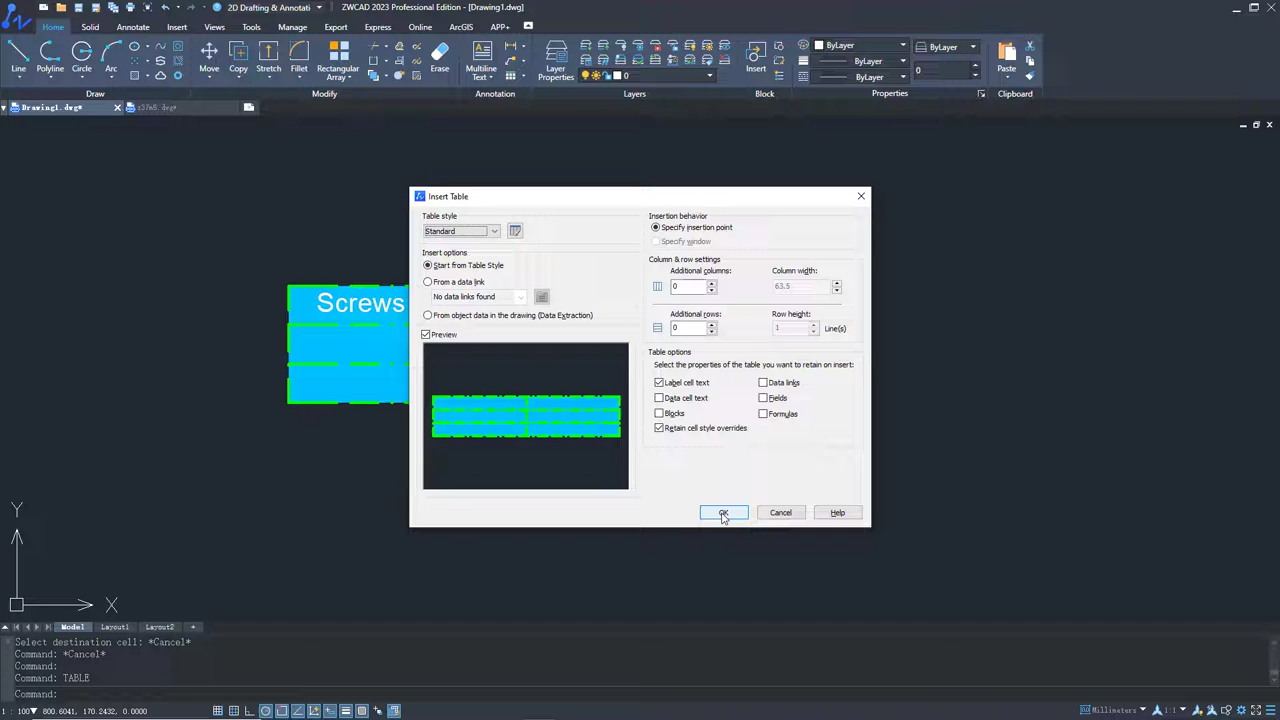 2D Drafting & Annotati
ZWCAD 2023 Professional Edition - [Drawing1.dwg]
Home Solid Annotate Insert Views Tools Manage Export Express Online ArcGIS APP+
Line Polyline Circle Arc Move Copy Stretch Fillet Rectangular Array Erase Multiline Text Layer Properties 0 Insert ByLayer ByLayer ByLayer ByLayer 0 Paste
Draw Modify Annotation Layers Block Properties Clipboard
Drawing1.dwg*
Screws
Insert Table
Table style
Standard
Insert options
Start from Table Style
From a data link
No data links found
From object data in the drawing (Data Extraction)
Preview
Insertion behavior
Specify insertion point
Specify window
Column & row settings
Additional columns: Column width:
0 63.5
Additional rows: Row height:
0 1 Line(s)
Table options
Select the properties of the table you want to retain on insert:
Label cell text Data links
Data cell text Fields
Blocks Formulas
Retain cell style overrides
OK Cancel Help
Y
X
Model Layout1 Layout2 +
Select destination cell: *Cancel*
Command: *Cancel*
Command:
Command: TABLE
Command:
1 : 100 800.6041, 170.2432, 0.0000
Millimeters 1:1